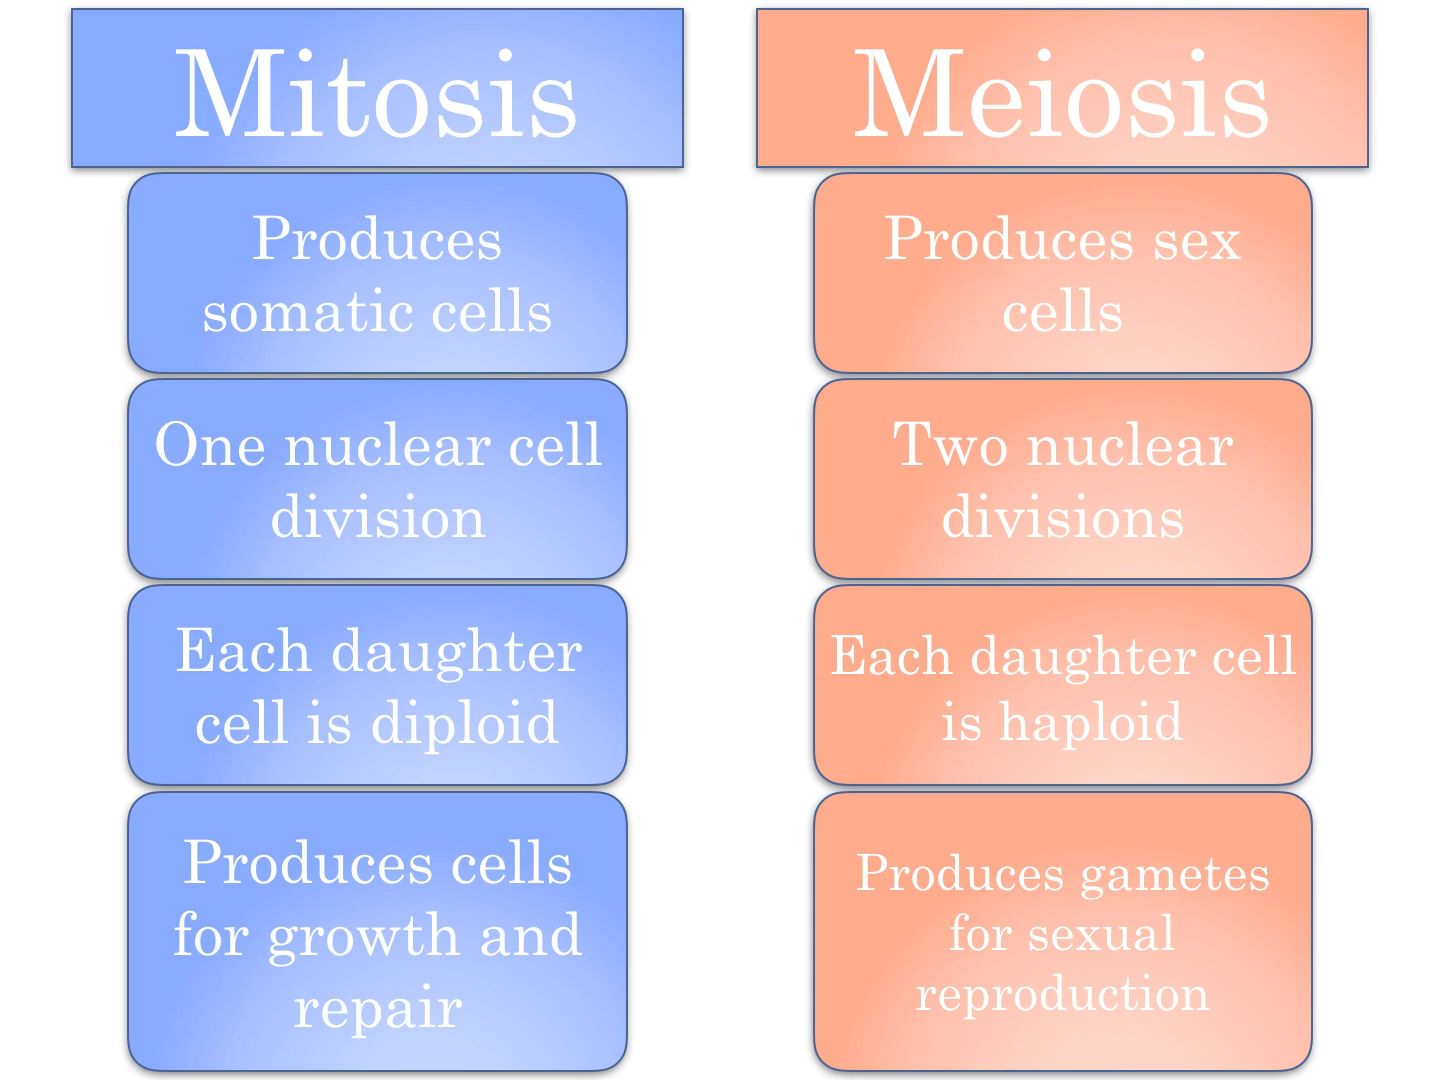 Mitosis
Produces
somatic cells
One nuclear cell
division
Each daughter
cell is diploid
Produces cells
for growth and
repair
Meiosis
Produces sex
cells
Two nuclear
divisions
Each daughter cell
is haploid
Produces gametes
for sexual
reproduction